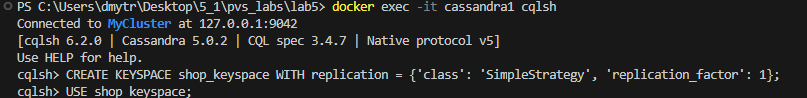 PS C:\Users\dmytr\Desktop\5_1\pvs_labs\lab5> docker exec -it cassandra1 cqlsh
Connected to MyCluster at 127.0.0.1:9042
[cqlsh 6.2.0 | Cassandra 5.0.2 | CQL spec 3.4.7 | Native protocol v5]
Use HELP for help.
cqlsh> CREATE KEYSPACE shop_keyspace WITH replication = {'class': 'SimpleStrategy', 'replication_factor': 1};
cqlsh> USE shop_keyspace;